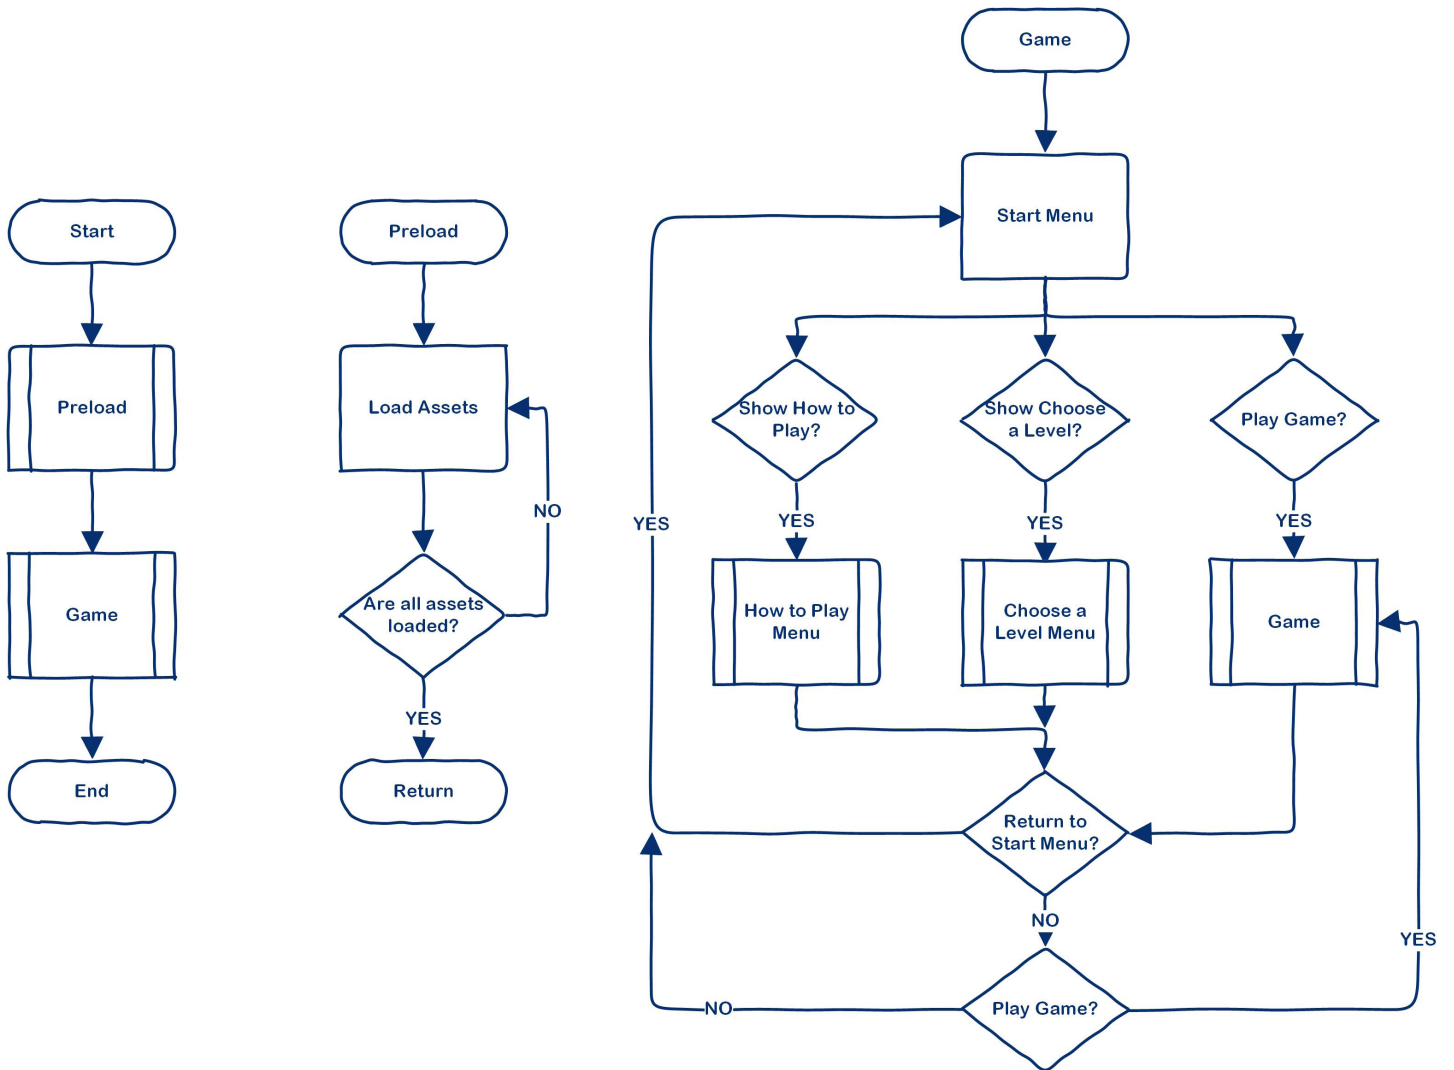 Game
Start Menu
Start
Preload
Preload
Load Assets
Show How to
Play?
Show Choose
a Level?
Play Game?
NO
YES
YES
YES
YES
Game
Are all assets
loaded?
How to Play
Menu
Choose a
Level Menu
Game
YES
End
Return
Return to
Start Menu?
NO
YES
NO
Play Game?